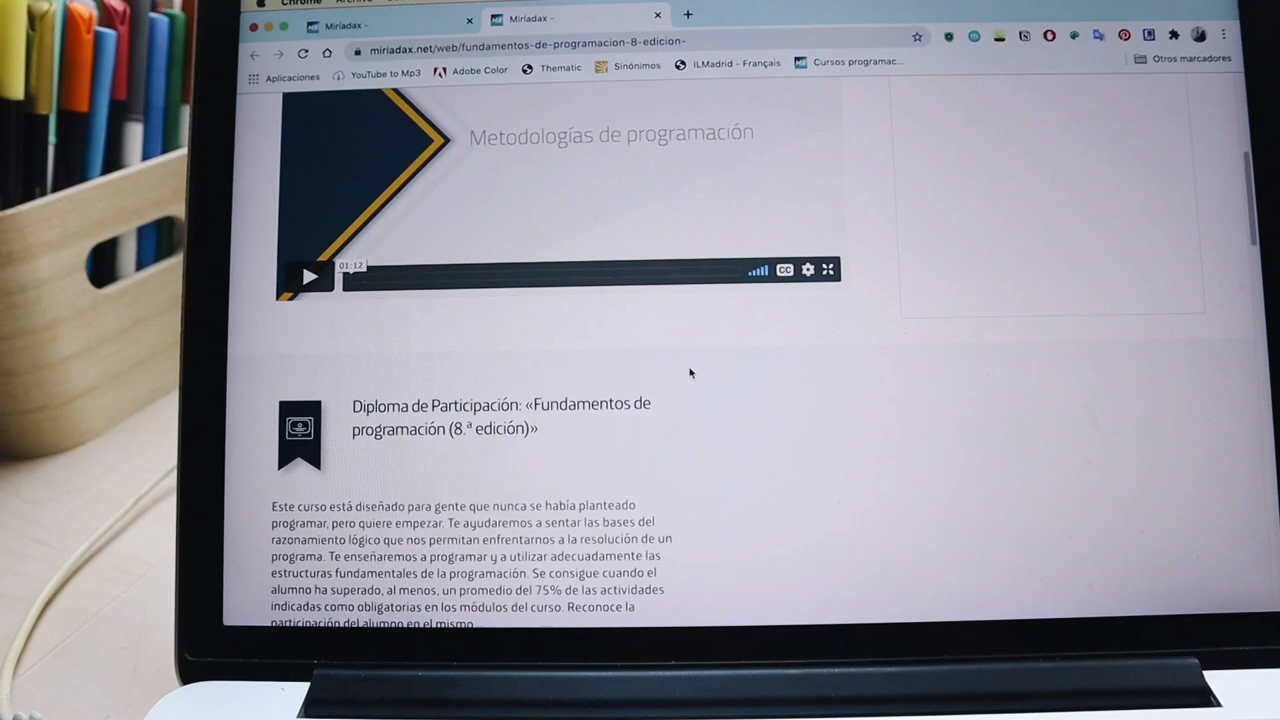 Chrome
Miríadax -
Miríadax -
miriadax.net/web/fundamentos-de-programacion-8-edicion-
Aplicaciones
YouTube to Mp3
Adobe Color
Thematic
Sinónimos
ILMadrid - Français
Cursos programac...
Otros marcadores
Metodologías de programación
01:12
CC
Diploma de Participación: «Fundamentos de
programación (8.ª edición)»
Este curso está diseñado para gente que nunca se había planteado
programar, pero quiere empezar. Te ayudaremos a sentar las bases del
razonamiento lógico que nos permitan enfrentarnos a la resolución de un
programa. Te enseñaremos a programar y a utilizar adecuadamente las
estructuras fundamentales de la programación. Se consigue cuando el
alumno ha superado, al menos, un promedio del 75% de las actividades
indicadas como obligatorias en los módulos del curso. Reconoce la
participación del alumno en el mismo.